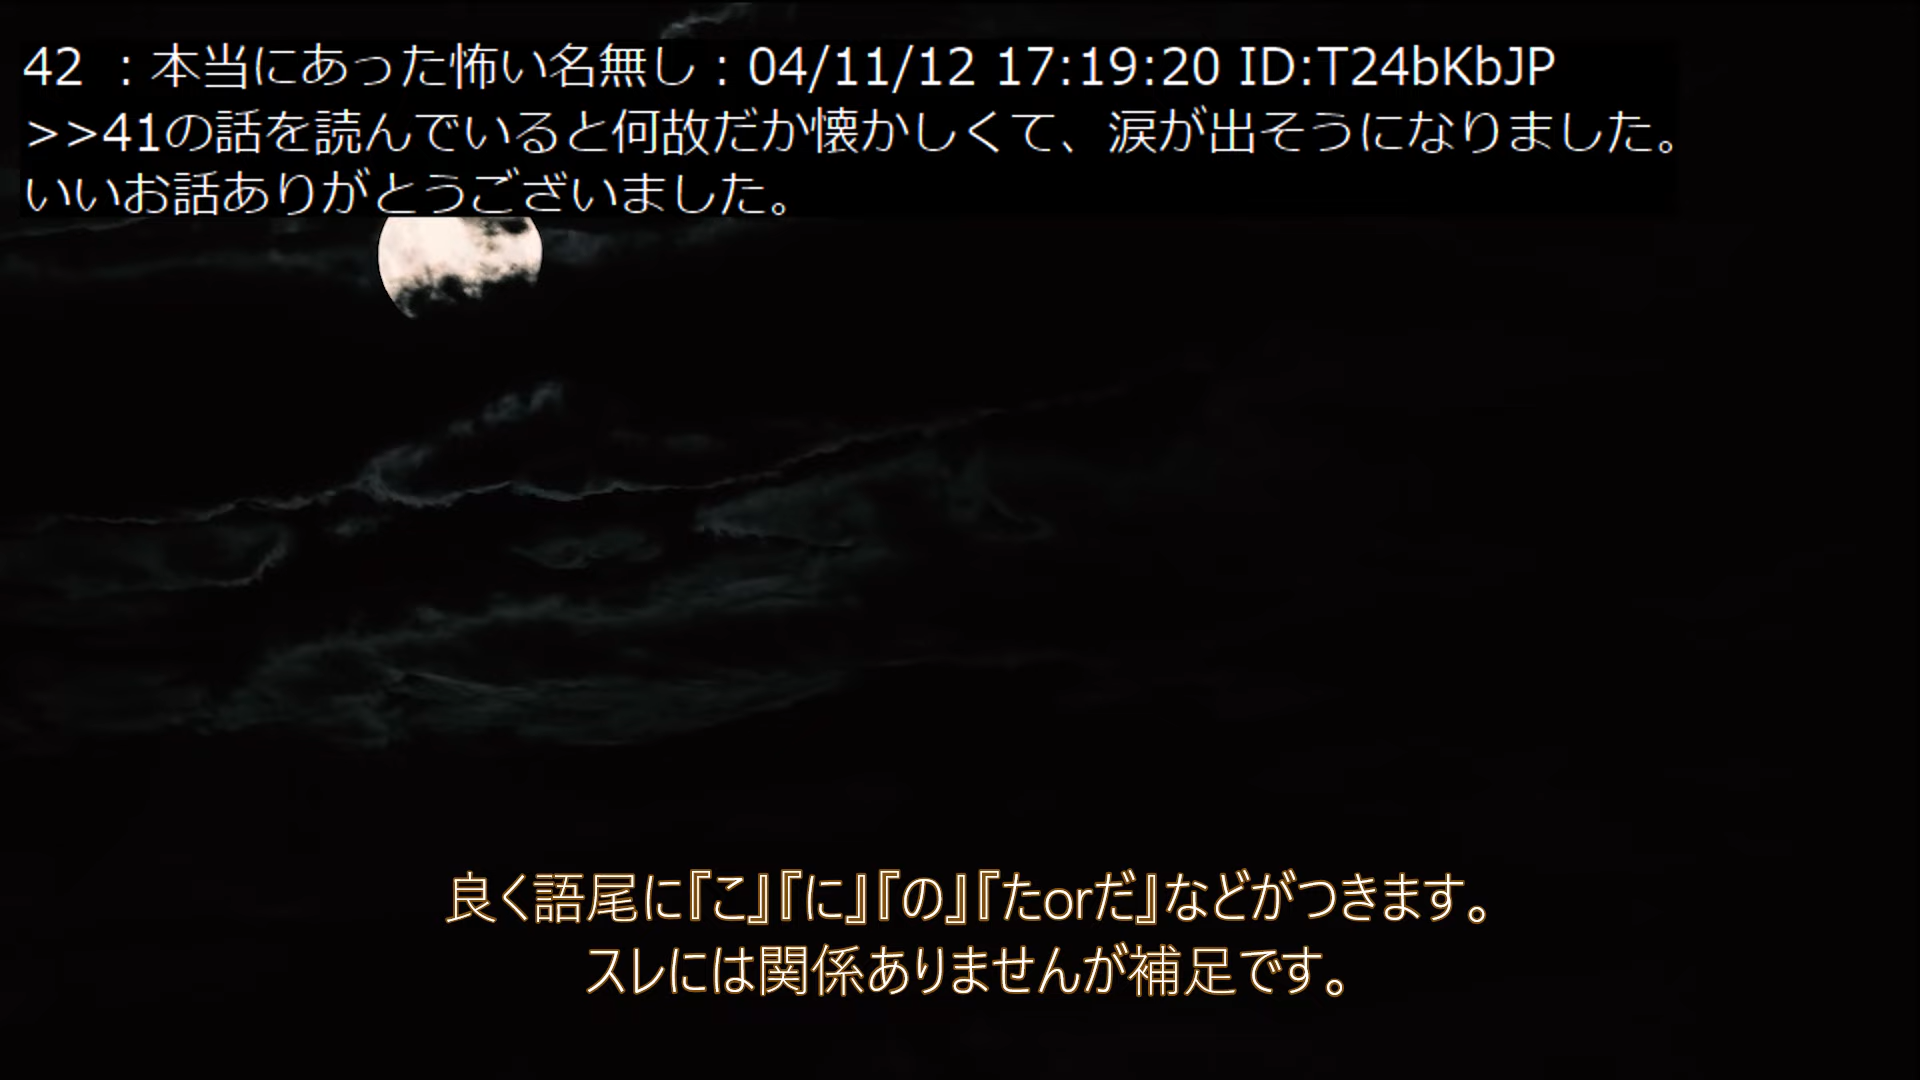 42 ：本当にあった怖い名無し：04/11/12 17:19:20 ID:T24bKbJP
>>41の話を読んでいると何故だか懐かしくて、涙が出そうになりました。
いいお話ありがとうございました。
良く語尾に『こ』『に』『の』『たorだ』などがつきます。
スレには関係ありませんが補足です。